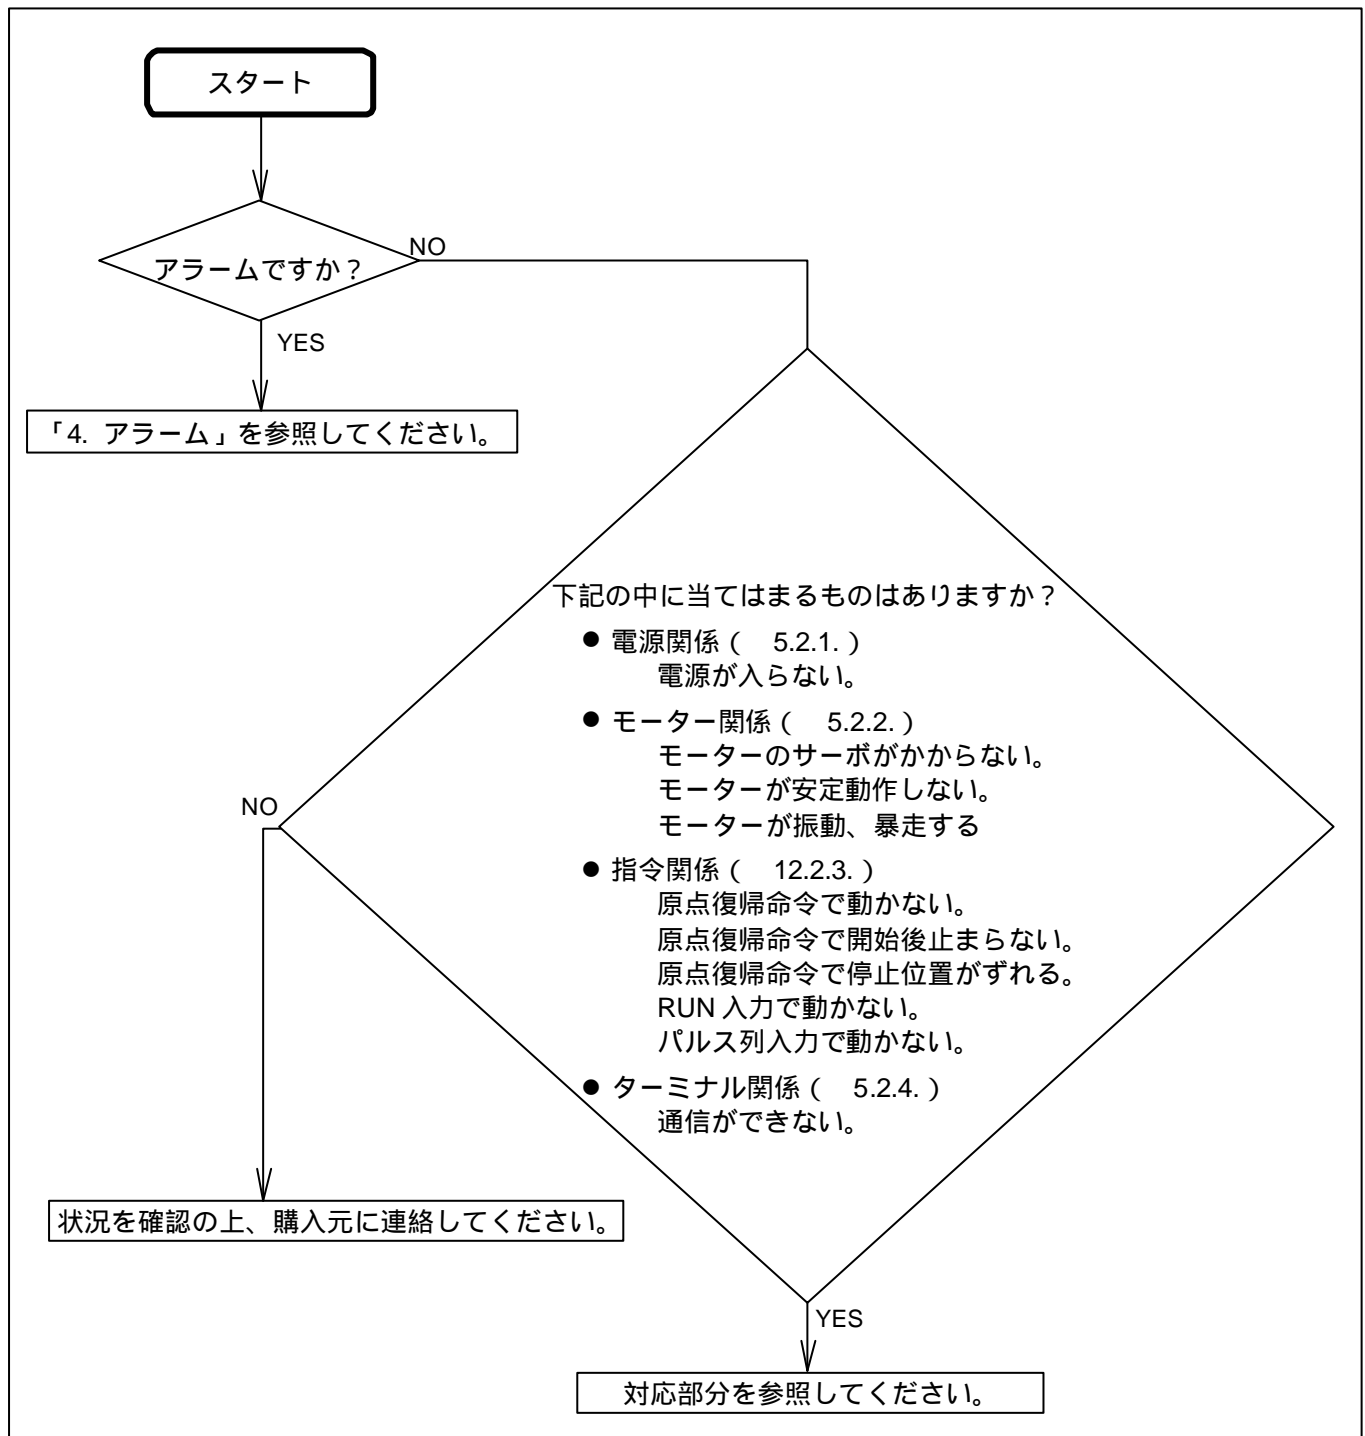 スタート
アラームですか？
NO
YES
「4. アラーム」を参照してください。
下記の中に当てはまるものはありますか？
● 電源関係（　5.2.1.）
電源が入らない。
● モーター関係（　5.2.2.）
モーターのサーボがかからない。
モーターが安定動作しない。
モーターが振動、暴走する
NO
● 指令関係（　12.2.3.）
原点復帰命令で動かない。
原点復帰命令で開始後止まらない。
原点復帰命令で停止位置がずれる。
RUN 入力で動かない。
パルス列入力で動かない。
● ターミナル関係（　5.2.4.）
通信ができない。
状況を確認の上、購入元に連絡してください。
YES
対応部分を参照してください。